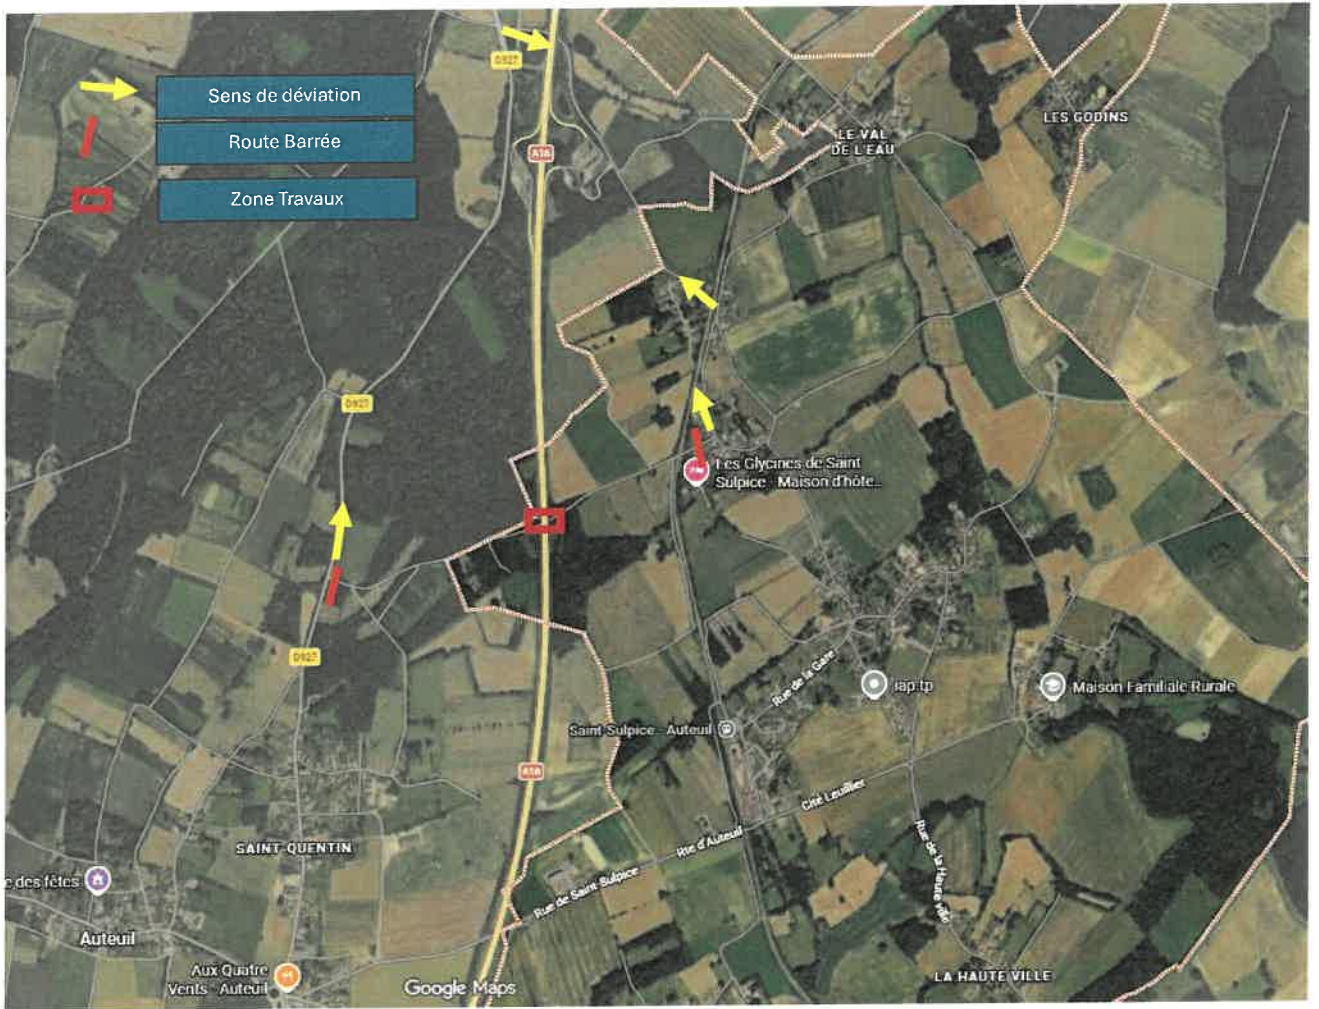 D927
Sens de déviation
Route Barrée
Zone Travaux
A16
LES GODINS
LE VAL
DE L'EAU
D927
Les Glycines de Saint
Sulpice - Maison d'hôte...
D927
Rue de la Gare
iap.tp
Maison Familiale Rurale
Saint-Sulpice - Auteuil
A16
Cité Leuillier
Rte d'Auteuil
Rue de la Haute ville
SAINT-QUENTIN
e des fêtes
Rue de Saint-Sulpice
Auteuil
Aux Quatre
Vents - Auteuil
Google Maps
LA HAUTE VILLE